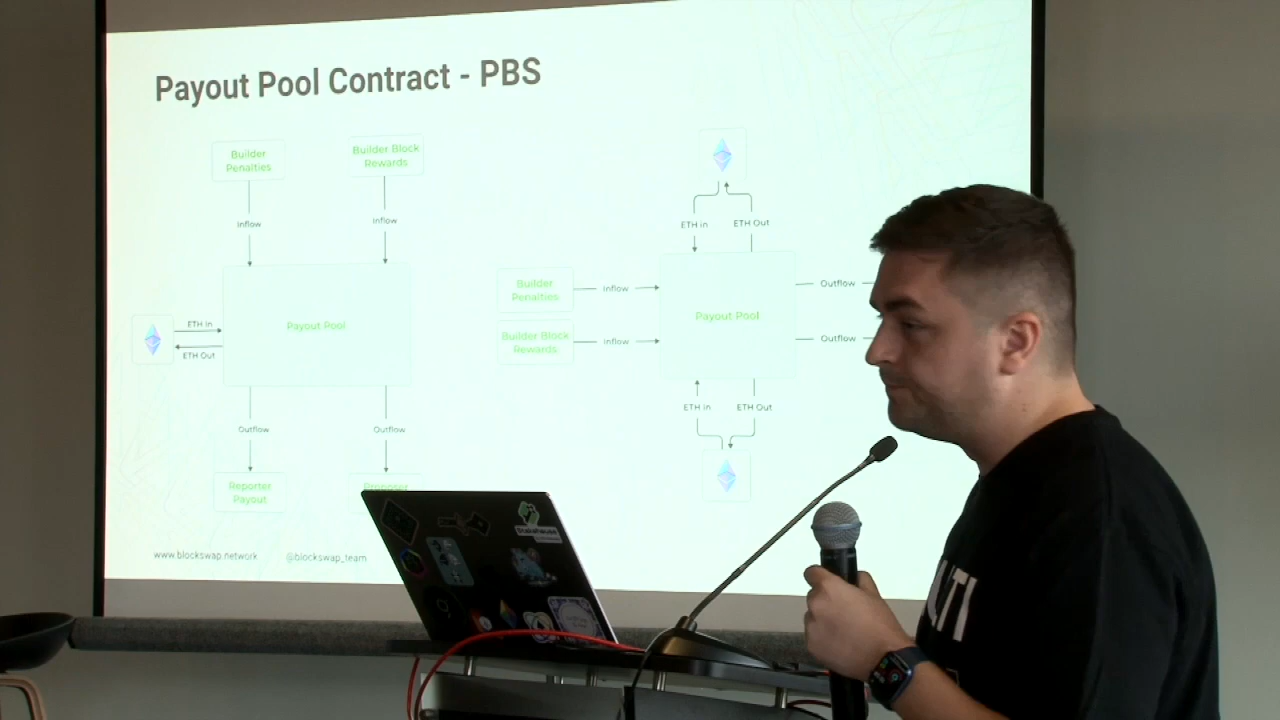 Payout Pool Contract - PBS
Builder
Penalties
Builder Block
Rewards
Inflow
Inflow
ETH in
ETH Out
Payout Pool
Outflow
Outflow
Reporter
Payout
Proposer
ETH in
ETH Out
Builder
Penalties
Inflow
Builder Block
Rewards
Inflow
Payout Pool
Outflow
Outflow
ETH in
ETH Out
www.blockswap.network
@blockswap_team